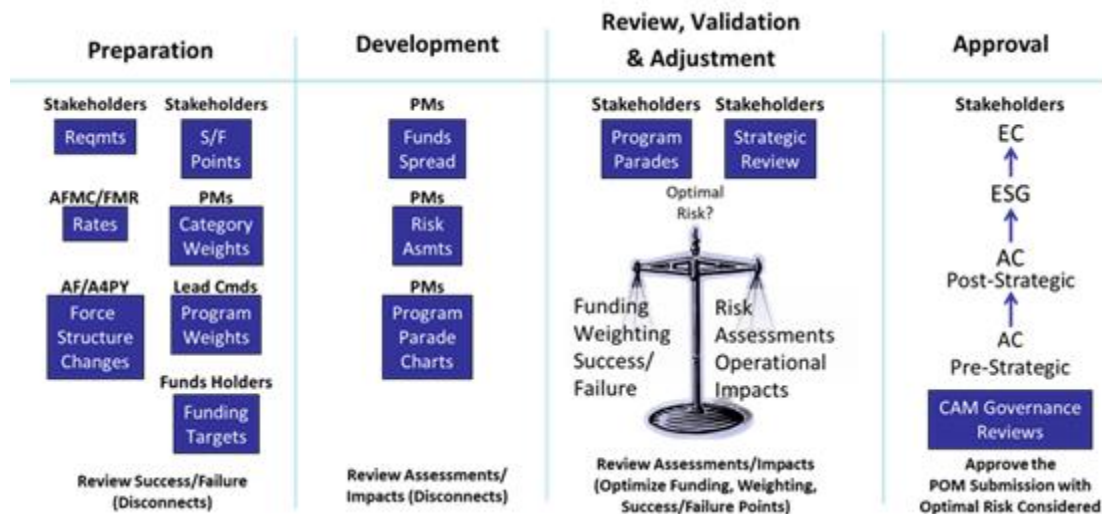 Preparation
Stakeholders
Reqmts
Stakeholders
S/F
Points
AFMC/FMR
Rates
PMs
Category
Weights
AF/A4PY
Force
Structure
Changes
Lead Cmds
Program
Weights
Funds Holders
Funding
Targets
Review Success/Failure
(Disconnects)
Development
PMs
Funds
Spread
PMs
Risk
Asmts
PMs
Program
Parade
Charts
Review Assessments/
Impacts (Disconnects)
Review, Validation
& Adjustment
Stakeholders
Program
Parades
Stakeholders
Strategic
Review
Optimal
Risk?
Funding
Weighting
Success/
Failure
Risk
Assessments
Operational
Impacts
Review Assessments/Impacts
(Optimize Funding, Weighting,
Success/Failure Points)
Approval
Stakeholders
EC
ESG
AC
Post-Strategic
AC
Pre-Strategic
CAM Governance
Reviews
Approve the
POM Submission with
Optimal Risk Considered